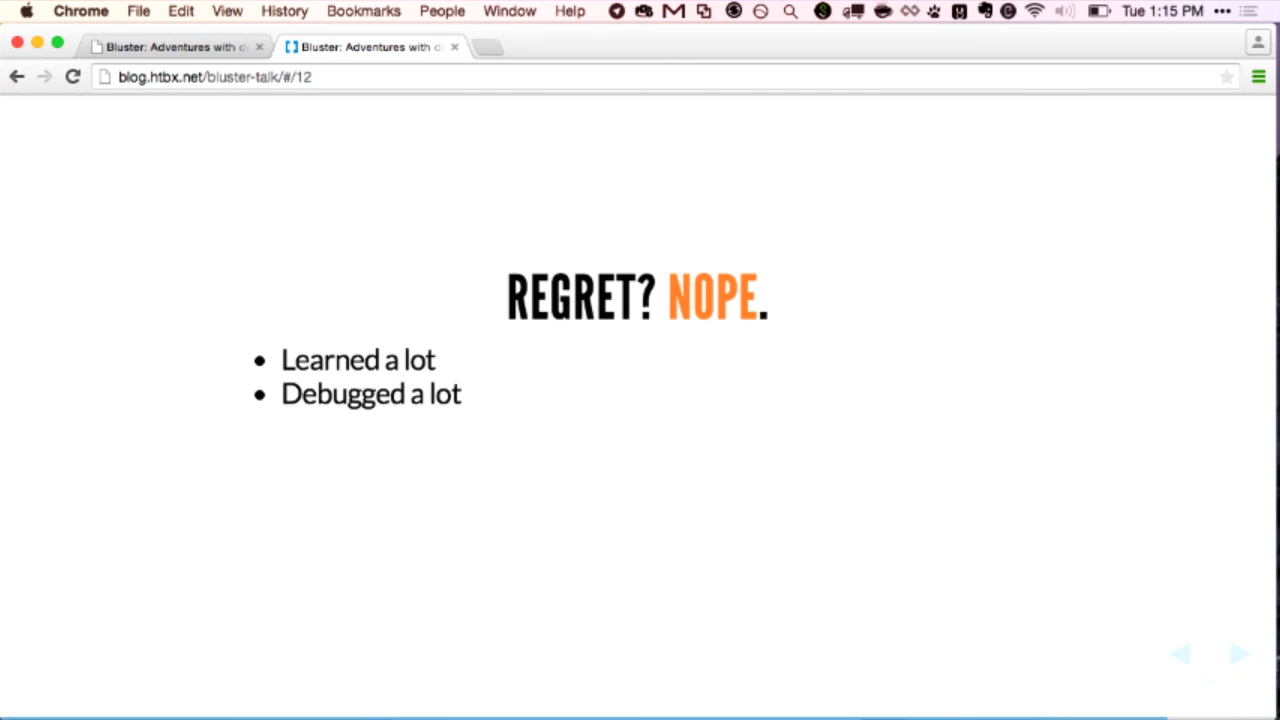 Chrome File Edit View History Bookmarks People Window Help Tue 1:15 PM
Bluster: Adventures with d Bluster: Adventures with d
blog.htbx.net/bluster-talk/#/12
REGRET? NOPE.
Learned a lot
Debugged a lot